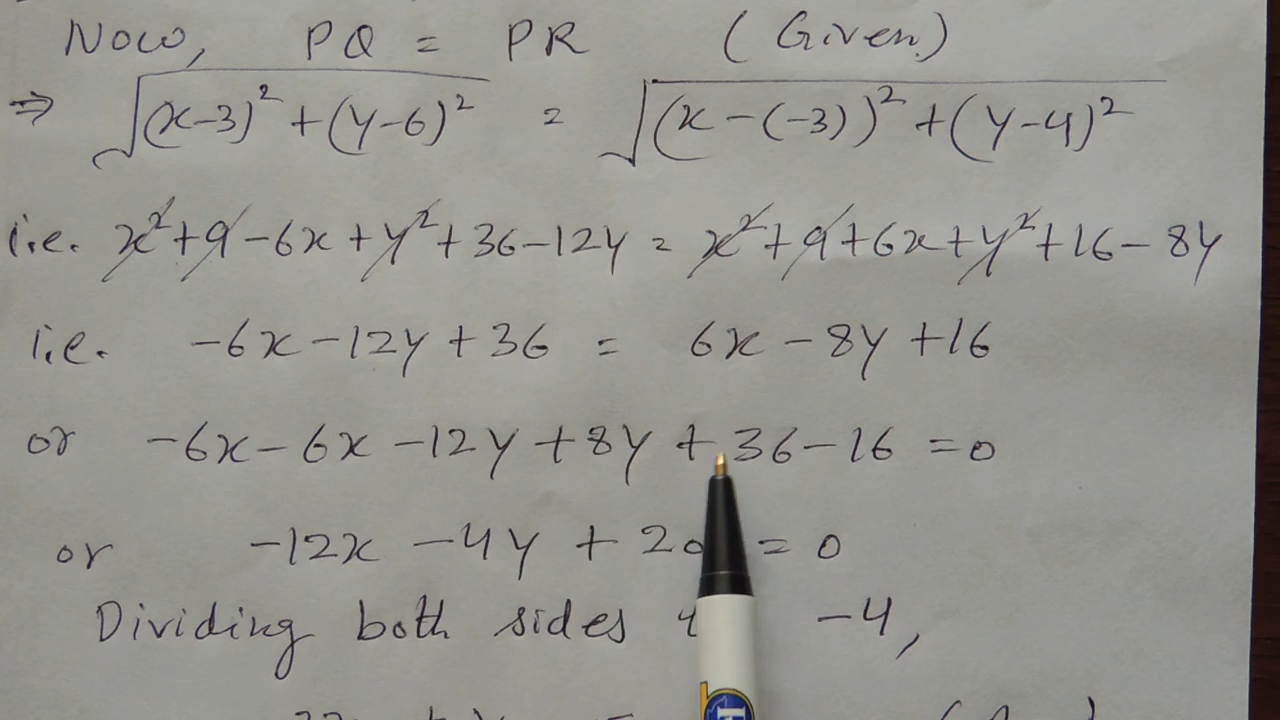 Now, PQ = PR (Given)
⇒ √(x-3)² + (y-6)² = √(x-(-3))² + (y-4)²
i.e. x²+9-6x+y²+36-12y = x²+9+6x+y²+16-8y
i.e. -6x-12y+36 = 6x-8y+16
or -6x-6x-12y+8y+36-16=0
or -12x-4y+20=0
Dividing both sides -4,